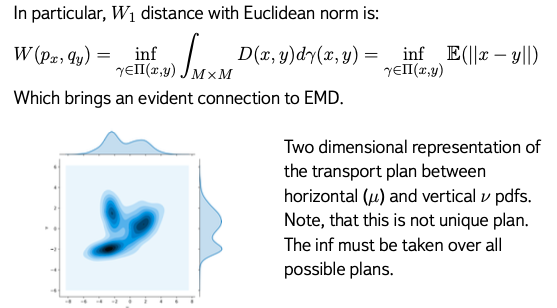 In particular, W₁ distance with Euclidean norm is:
W(pₓ, q_y) = inf_{γ∈Π(x,y)} ∫_{M×M} D(x, y)dγ(x, y) = inf_{γ∈Π(x,y)} 𝔼(||x − y||)
Which brings an evident connection to EMD.
Two dimensional representation of
the transport plan between
horizontal (μ) and vertical ν pdfs.
Note, that this is not unique plan.
The inf must be taken over all
possible plans.